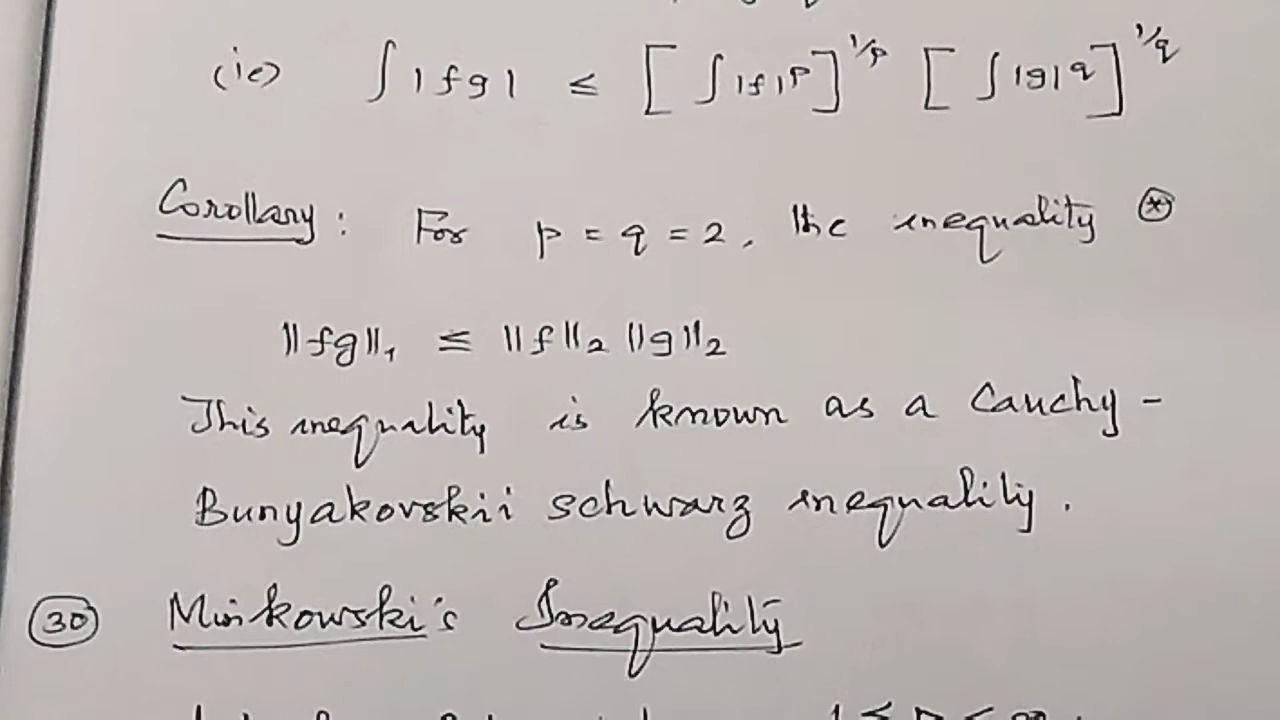 (ie) ∫|fg| ≤ [∫|f|^p]^1/p [∫|g|^q]^1/q
Corollary : For p = q = 2, the inequality ⊛
||fg||₁ ≤ ||f||₂ ||g||₂
This inequality is known as a Cauchy -
Bunyakovskii schwarz inequality.
30 Minkowski's Inequality